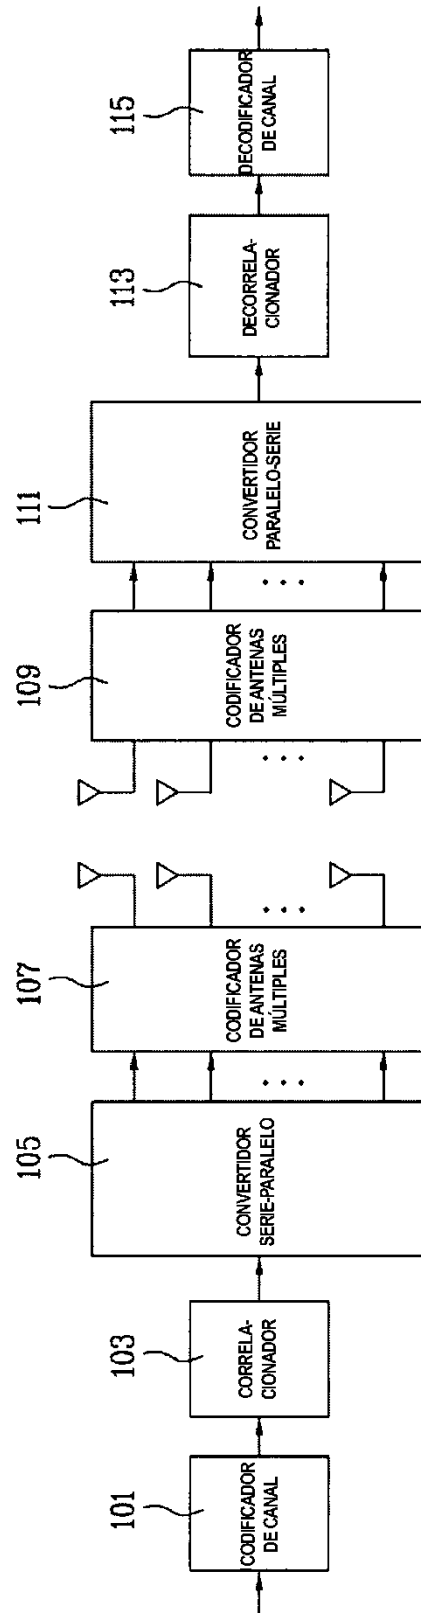 101
CODIFICADOR
DE CANAL
103
CORRELA-
CIONADOR
105
CONVERTIDOR
SERIE-PARALELO
107
CODIFICADOR
DE ANTENAS
MÚLTIPLES
109
CODIFICADOR
DE ANTENAS
MÚLTIPLES
111
CONVERTIDOR
PARALELO-SERIE
113
DECORRELA-
CIONADOR
115
DECODIFICADOR
DE CANAL